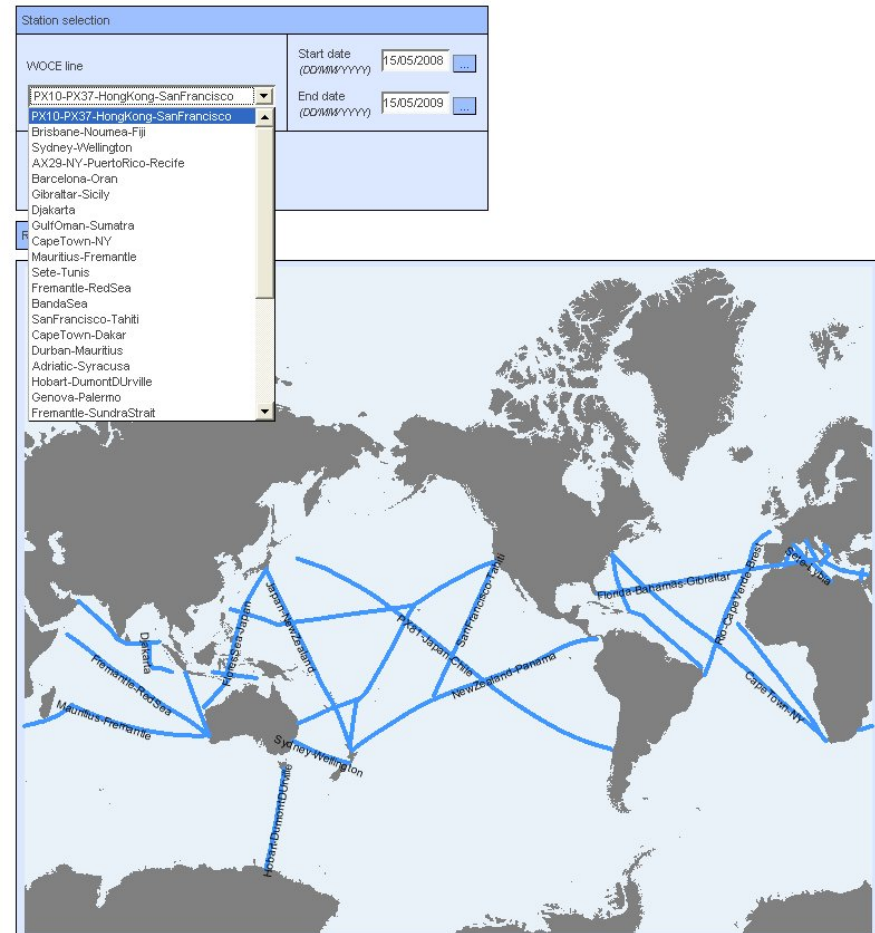 Station selection
WOCE line
Start date
(DD/MM/YYYY)
15/05/2008
...
PX10-PX37-HongKong-SanFrancisco
End date
(DD/MM/YYYY)
15/05/2009
...
PX10-PX37-HongKong-SanFrancisco
Brisbane-Noumea-Fiji
Sydney-Wellington
AX29-NY-PuertoRico-Recife
Barcelona-Oran
Gibraltar-Sicily
Djakarta
GulfOman-Sumatra
CapeTown-NY
Mauritius-Fremantle
Sete-Tunis
Fremantle-RedSea
BandaSea
SanFrancisco-Tahiti
CapeTown-Dakar
Durban-Mauritius
Adriatic-Syracusa
Hobart-DumontDUrville
Genova-Palermo
Fremantle-SundraStrait
Sete-Lybia
Florida-Bahamas-Gibraltar
Rio-CapeVerde-Brest
SanFrancisco-Tahiti
Japan-NewZealand
PX81-Japan-Chile
Djakarta
Fremantle-RedSea
NewZealand-Panama
CapeTown-NY
Mauritius-Fremantle
Sydney-Wellington
Hobart-DumontDUrville